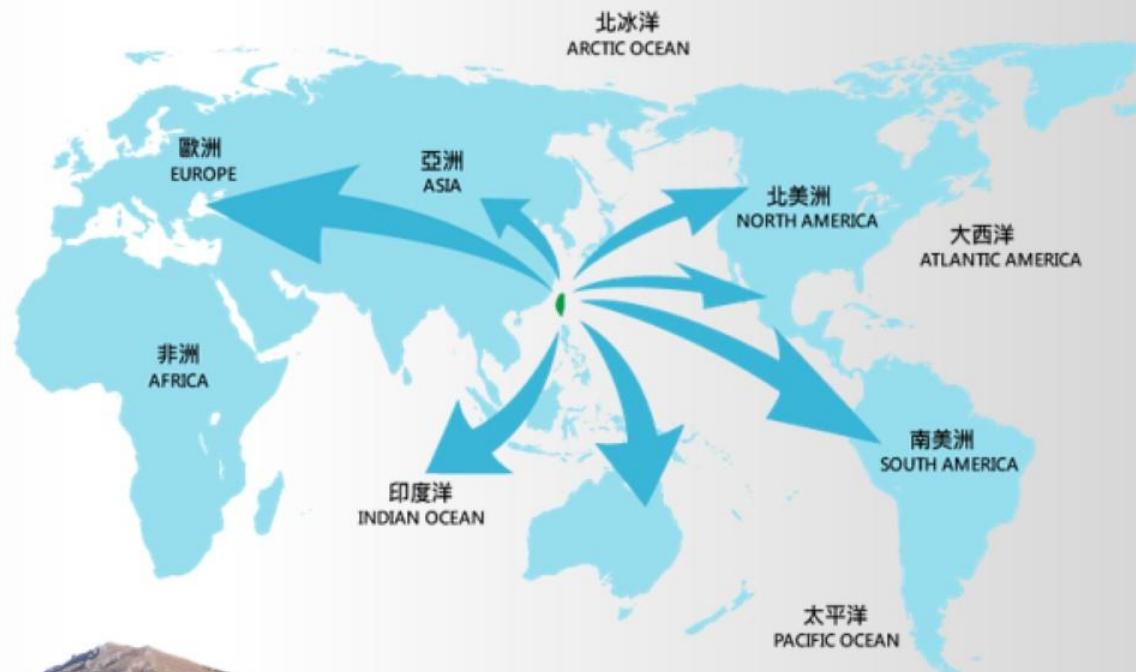 北冰洋
ARCTIC OCEAN
歐洲
EUROPE
亞洲
ASIA
北美洲
NORTH AMERICA
大西洋
ATLANTIC AMERICA
非洲
AFRICA
南美洲
SOUTH AMERICA
印度洋
INDIAN OCEAN
太平洋
PACIFIC OCEAN